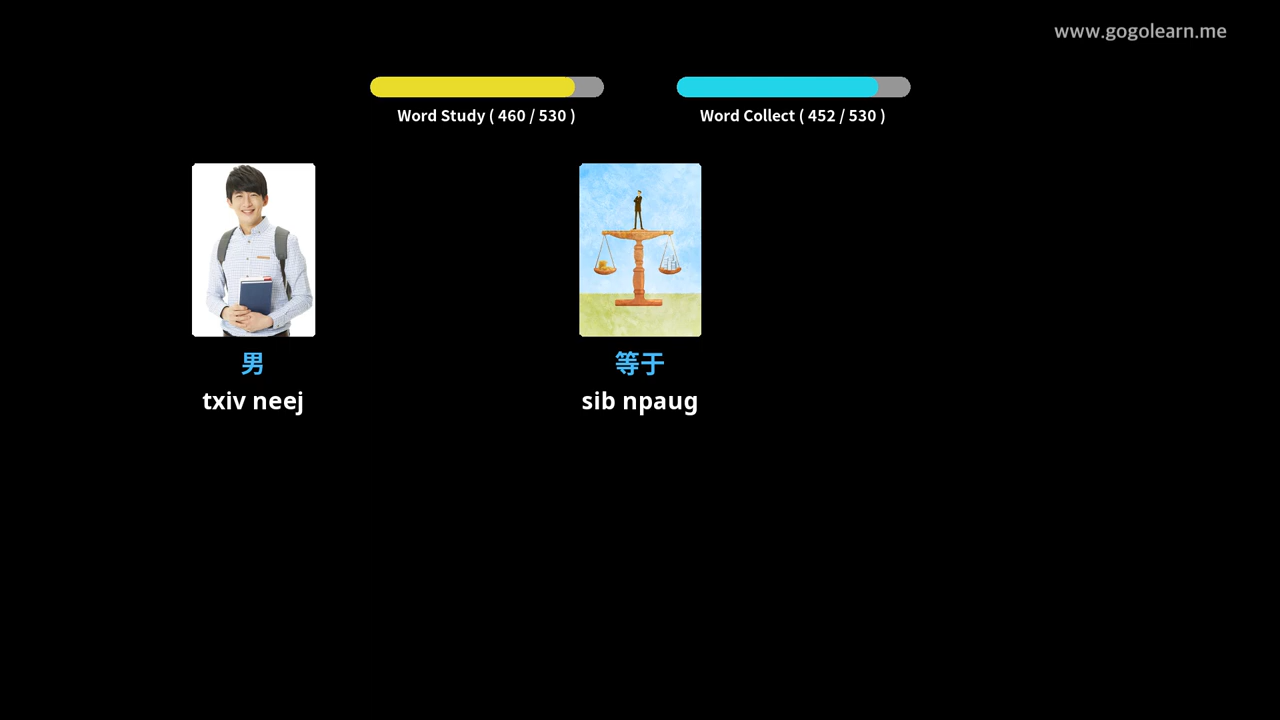 www.gogolearn.me
Word Study ( 460 / 530 )
Word Collect ( 452 / 530 )
男
txiv neej
等于
sib npaug